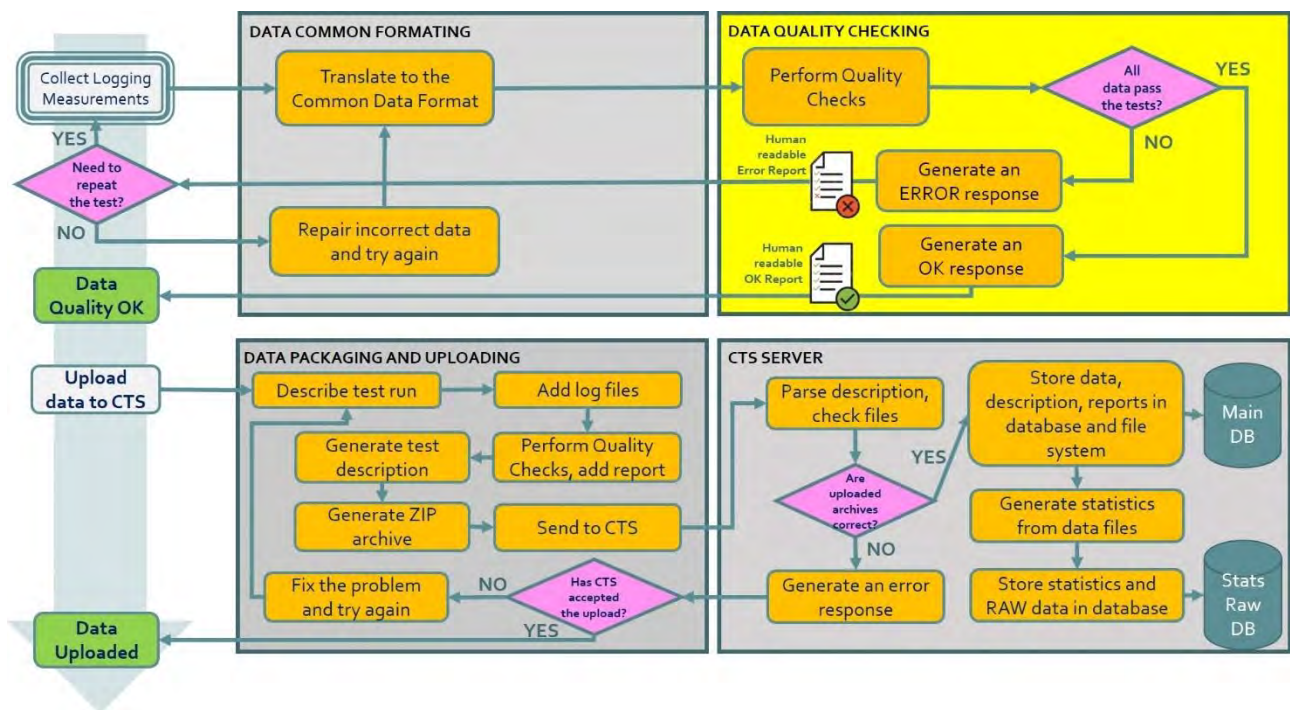 DATA COMMON FORMATING
DATA QUALITY CHECKING
Collect Logging
Measurements
Translate to the
Common Data Format
Perform Quality
Checks
All
data pass
the tests?
YES
NO
YES
Need to
repeat
the test?
NO
Human
readable
Error Report
Generate an
ERROR response
Repair incorrect data
and try again
Human
readable
OK Report
Generate an
OK response
Data
Quality OK
DATA PACKAGING AND UPLOADING
CTS SERVER
Upload
data to CTS
Describe test run
Add log files
Generate test
description
Perform Quality
Checks, add report
Generate ZIP
archive
Send to CTS
Fix the problem
and try again
NO
Has CTS
accepted
the upload?
YES
Data
Uploaded
Parse description,
check files
YES
Are
uploaded
archives
correct?
NO
Generate an error
response
Store data,
description, reports in
database and file
system
Main
DB
Generate statistics
from data files
Store statistics and
RAW data in database
Stats
Raw
DB